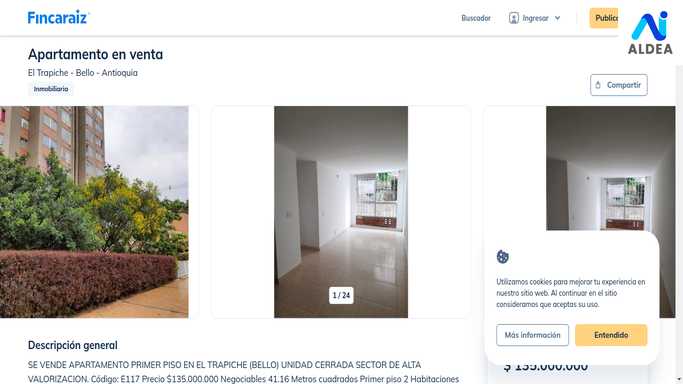 Fincaraiz
Buscador
Ingresar
Public
ALDEA
Apartamento en venta
El Trapiche - Bello - Antioquia
Inmobiliario
Compartir
1 / 24
Utilizamos cookies para mejorar tu experiencia en
nuestro sitio web. Al continuar en el sitio
consideramos que aceptas su uso.
Más información
Entendido
$ 135.000.000
Descripción general
SE VENDE APARTAMENTO PRIMER PISO EN EL TRAPICHE (BELLO) UNIDAD CERRADA SECTOR DE ALTA
VALORIZACION. Código: E117 Precio $135.000.000 Negociables 41.16 Metros cuadrados Primer piso 2 Habitaciones